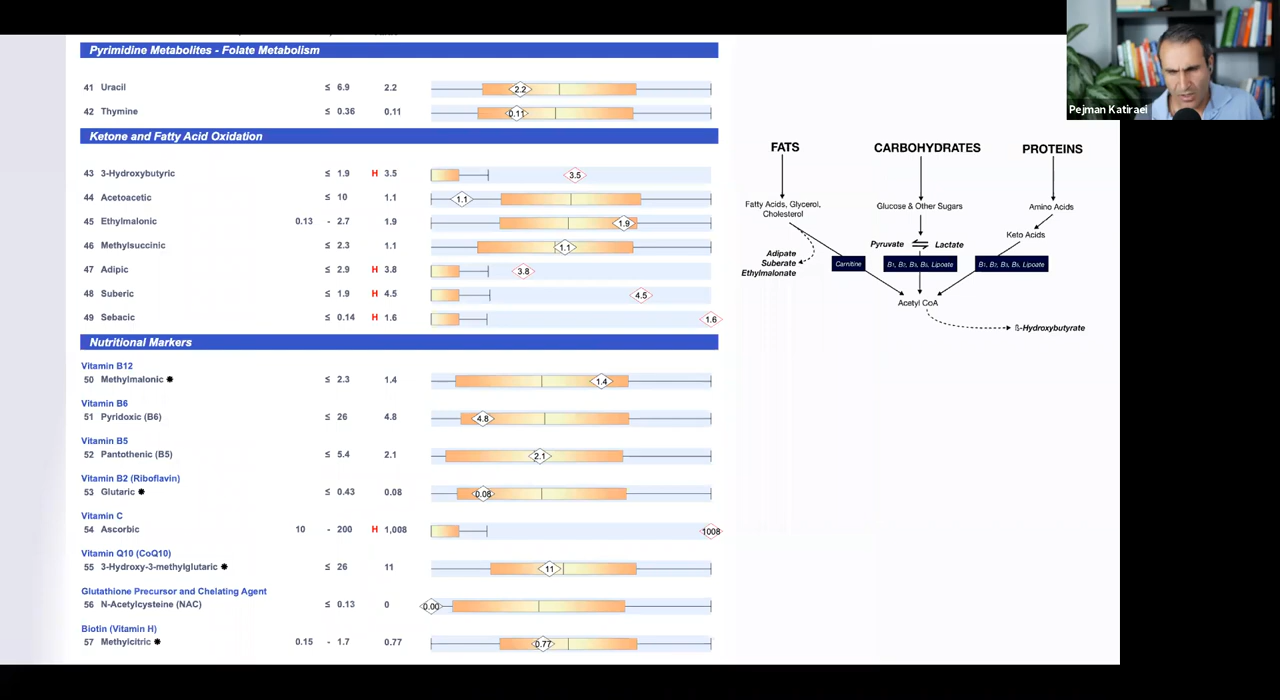 Pyrimidine Metabolites - Folate Metabolism
41 Uracil ≤ 6.9 2.2 2.2
42 Thymine ≤ 0.36 0.11 0.11
Ketone and Fatty Acid Oxidation
43 3-Hydroxybutyric ≤ 1.9 H 3.5 3.5
44 Acetoacetic ≤ 10 1.1 1.1
45 Ethylmalonic 0.13 - 2.7 1.9 1.9
46 Methylsuccinic ≤ 2.3 1.1 1.1
47 Adipic ≤ 2.9 H 3.8 3.8
48 Suberic ≤ 1.9 H 4.5 4.5
49 Sebacic ≤ 0.14 H 1.6 1.6
Nutritional Markers
Vitamin B12
50 Methylmalonic ✸ ≤ 2.3 1.4 1.4
Vitamin B6
51 Pyridoxic (B6) ≤ 26 4.8 4.8
Vitamin B5
52 Pantothenic (B5) ≤ 5.4 2.1 2.1
Vitamin B2 (Riboflavin)
53 Glutaric ✸ ≤ 0.43 0.08 0.08
Vitamin C
54 Ascorbic 10 - 200 H 1,008 1008
Vitamin Q10 (CoQ10)
55 3-Hydroxy-3-methylglutaric ✸ ≤ 26 11 11
Glutathione Precursor and Chelating Agent
56 N-Acetylcysteine (NAC) ≤ 0.13 0 0.00
Biotin (Vitamin H)
57 Methylcitric ✸ 0.15 - 1.7 0.77 0.77
Pejman Katiraei
FATS CARBOHYDRATES PROTEINS
Fatty Acids, Glycerol,
Cholesterol
Glucose & Other Sugars
Amino Acids
Keto Acids
Pyruvate Lactate
Adipate
Suberate
Ethylmalonate
Carnitine
B₁, B₂, B₃, B₅, Lipoate
B₁, B₂, B₃, B₅, Lipoate
Acetyl CoA
ß-Hydroxybutyrate